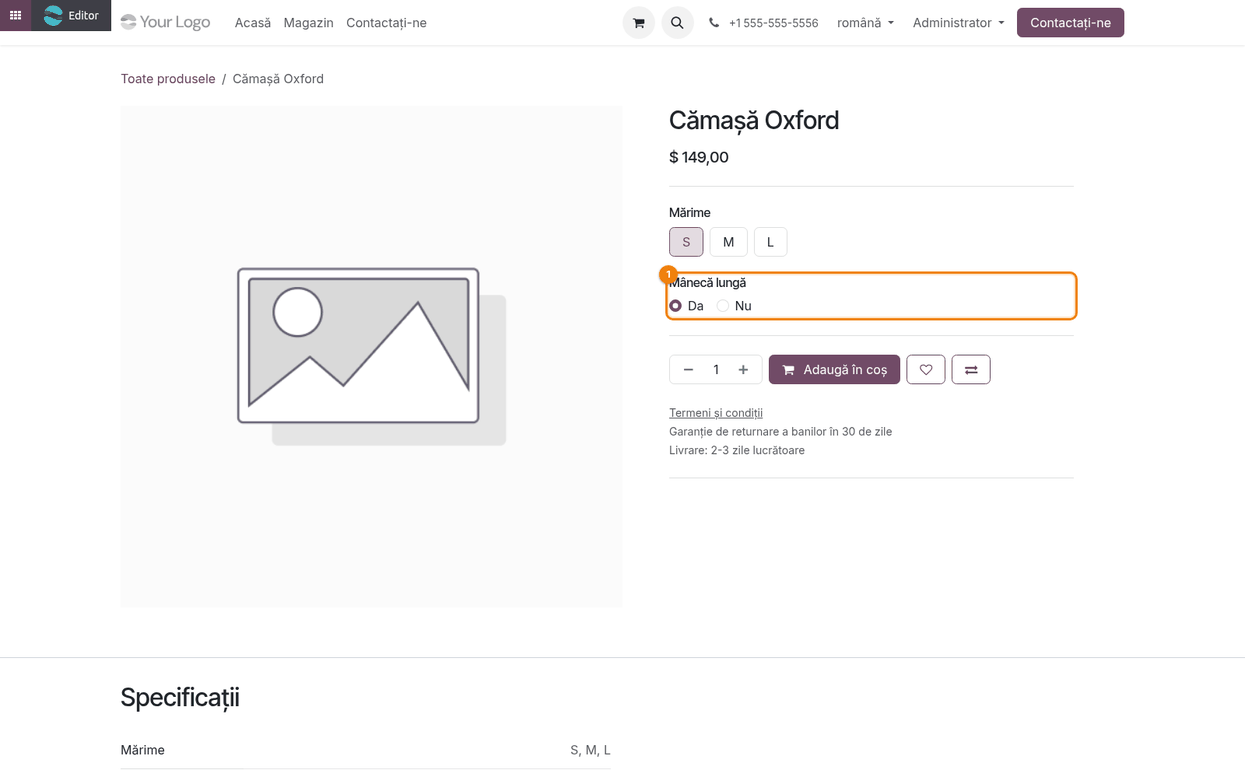 Editor Your Logo Acasă Magazin Contactați-ne +1 555-555-5556 română Administrator Contactați-ne
Toate produsele / Cămașă Oxford
Cămașă Oxford
$ 149,00
Mărime
S M L
1
Mânecă lungă
Da Nu
1 Adaugă în coș
Termeni și condiții
Garanție de returnare a banilor în 30 de zile
Livrare: 2-3 zile lucrătoare
Specificații
Mărime S, M, L